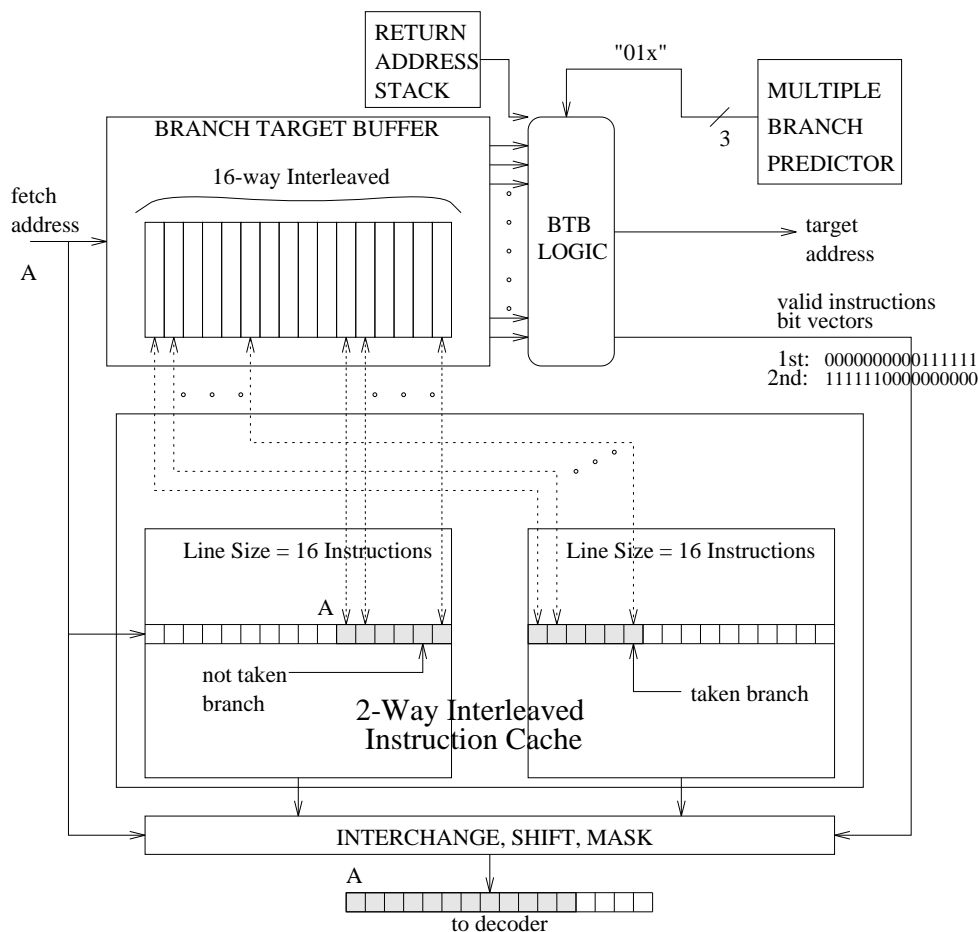 RETURN
ADDRESS
STACK
"01x"
MULTIPLE
BRANCH
PREDICTOR
3
BRANCH TARGET BUFFER
16-way Interleaved
fetch
address
A
BTB
LOGIC
target
address
valid instructions
bit vectors
1st: 0000000000111111
2nd: 1111110000000000
Line Size = 16 Instructions
Line Size = 16 Instructions
A
not taken
branch
taken branch
2-Way Interleaved
Instruction Cache
INTERCHANGE, SHIFT, MASK
A
to decoder